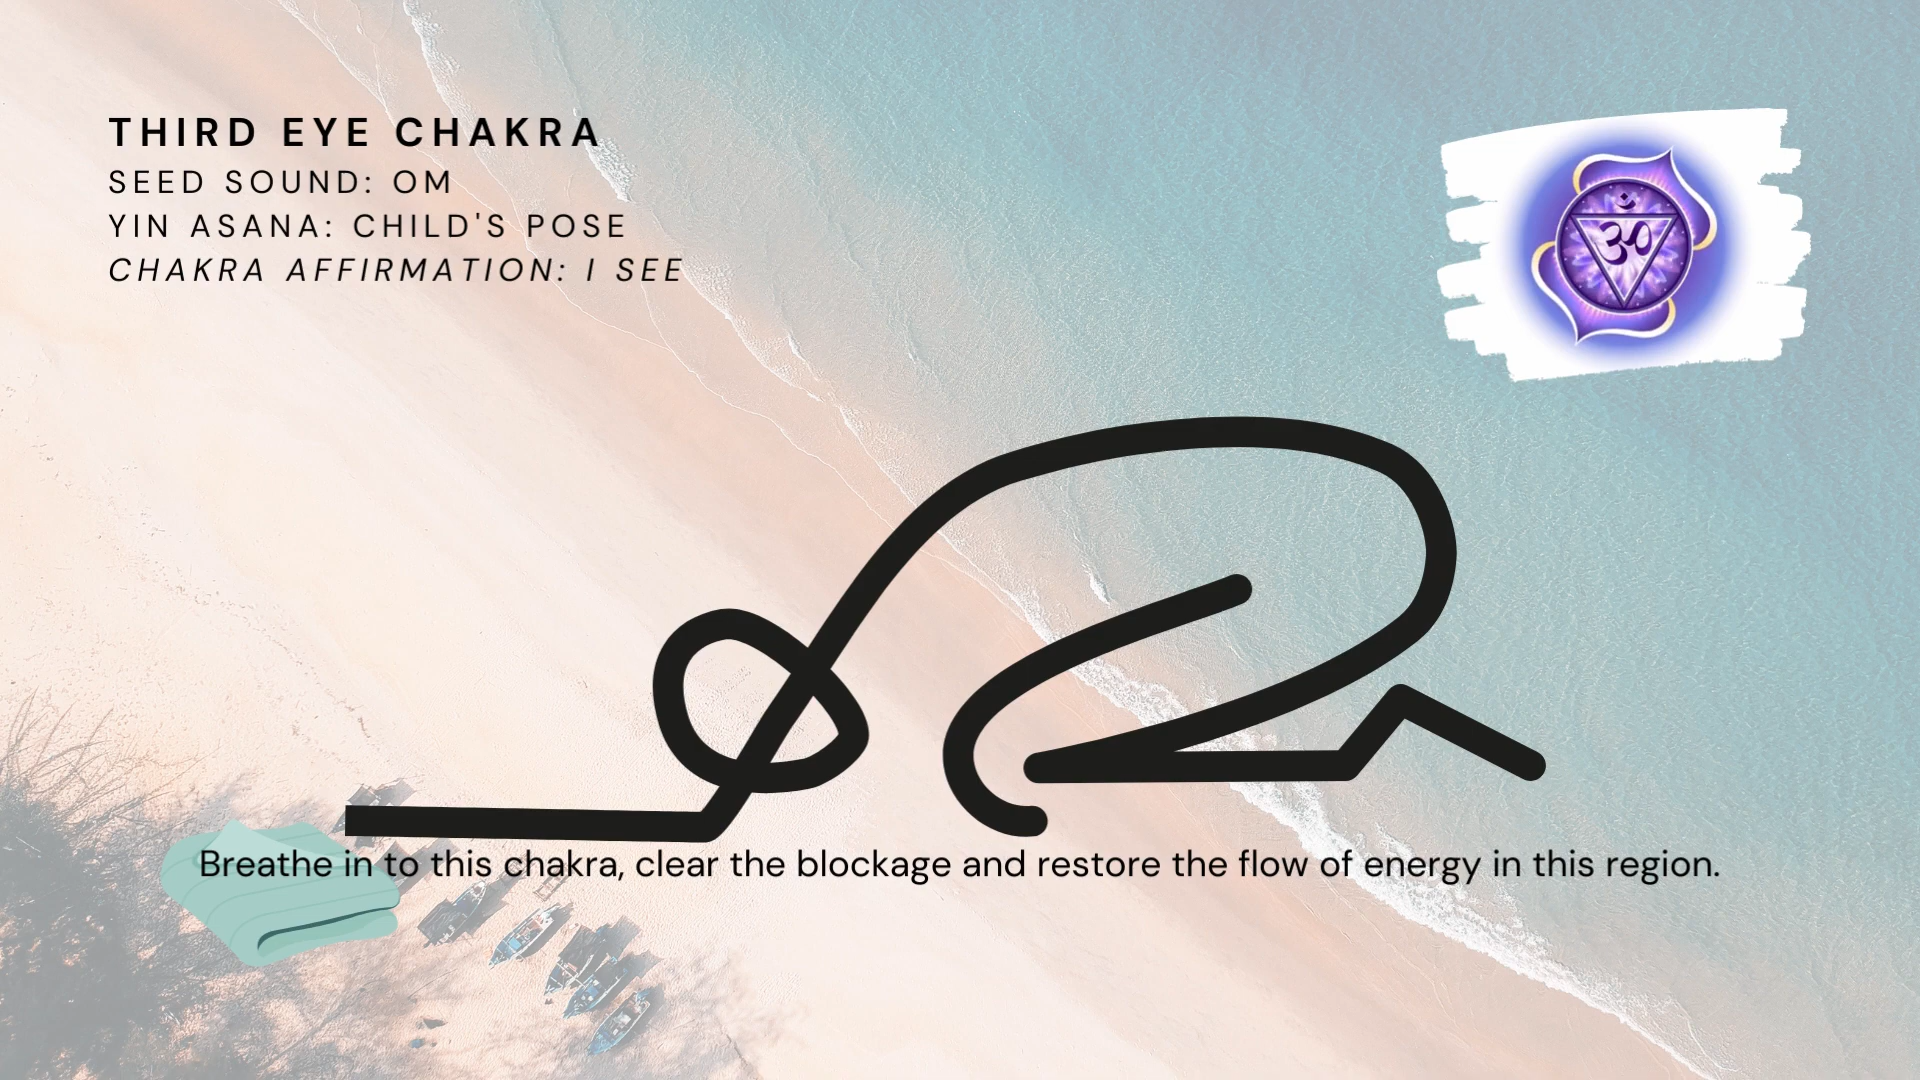 THIRD EYE CHAKRA
SEED SOUND: OM
YIN ASANA: CHILD'S POSE
CHAKRA AFFIRMATION: I SEE
ॐ
Breathe in to this chakra, clear the blockage and restore the flow of energy in this region.